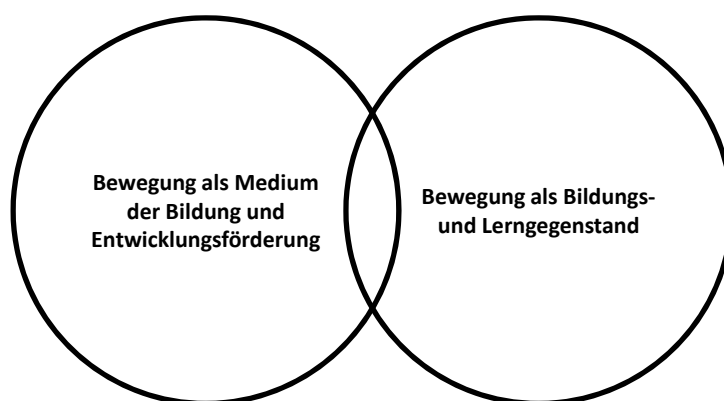 Bewegung als Medium
der Bildung und
Entwicklungsförderung
Bewegung als Bildungs-
und Lerngegenstand